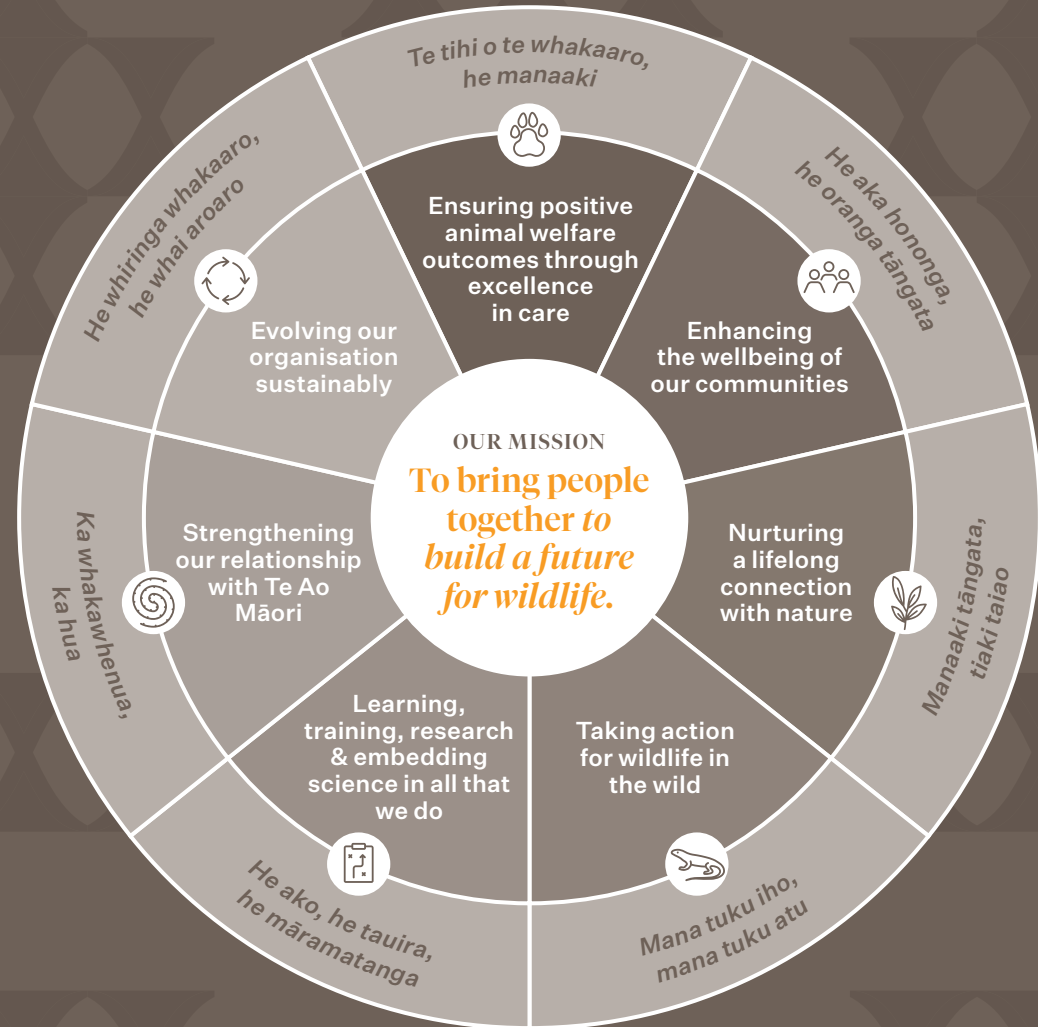 OUR MISSION
To bring people
together to
build a future
for wildlife.
Te tihi o te whakaaro,
he manaaki
Ensuring positive
animal welfare
outcomes through
excellence
in care
He aka hononga,
he oranga tāngata
Enhancing
the wellbeing of
our communities
Manaaki tāngata,
tiaki taiao
Nurturing
a lifelong
connection
with nature
Mana tuku iho,
mana tuku atu
Taking action
for wildlife in
the wild
He ako, he tauira,
he māramatanga
Learning,
training, research
& embedding
science in all that
we do
Ka whakawhenua,
ka hua
Strengthening
our relationship
with Te Ao
Māori
He whiringa whakaaro,
he whai aroaro
Evolving our
organisation
sustainably